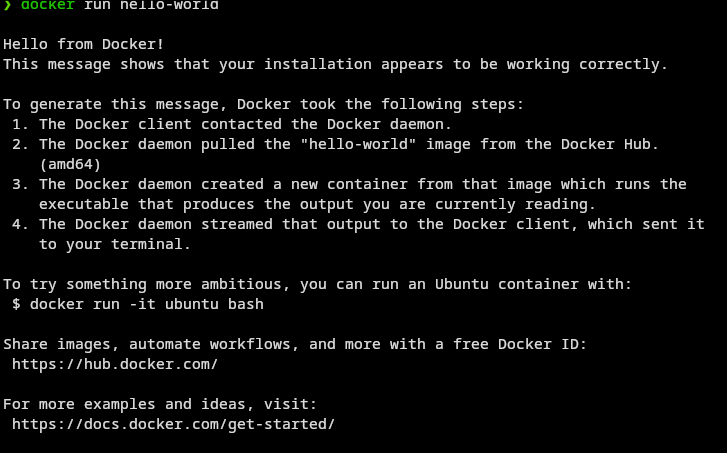 ❯ docker run hello-world
Hello from Docker!
This message shows that your installation appears to be working correctly.
To generate this message, Docker took the following steps:
1. The Docker client contacted the Docker daemon.
2. The Docker daemon pulled the "hello-world" image from the Docker Hub.
(amd64)
3. The Docker daemon created a new container from that image which runs the
executable that produces the output you are currently reading.
4. The Docker daemon streamed that output to the Docker client, which sent it
to your terminal.
To try something more ambitious, you can run an Ubuntu container with:
$ docker run -it ubuntu bash
Share images, automate workflows, and more with a free Docker ID:
https://hub.docker.com/
For more examples and ideas, visit:
https://docs.docker.com/get-started/